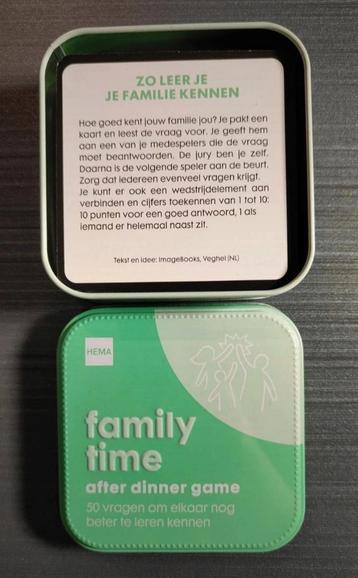 ZO LEER JE
JE FAMILIE KENNEN
Hoe goed kent jouw familie jou? Je pakt een
kaart en leest de vraag voor. Je geeft hem
aan een van je medespelers die de vraag
moet beantwoorden. De jury ben je zelf.
Daarna is de volgende speler aan de beurt.
Zorg dat iedereen evenveel vragen krijgt.
Je kunt er ook een wedstrijdelement aan
verbinden en cijfers toekennen van 1 tot 10:
10 punten voor een goed antwoord, 1 als
iemand er helemaal naast zit.
Tekst en idee: ImageBooks, Veghel (NL)
HEMA
family
time
after dinner game
50 vragen om elkaar nog
beter te leren kennen